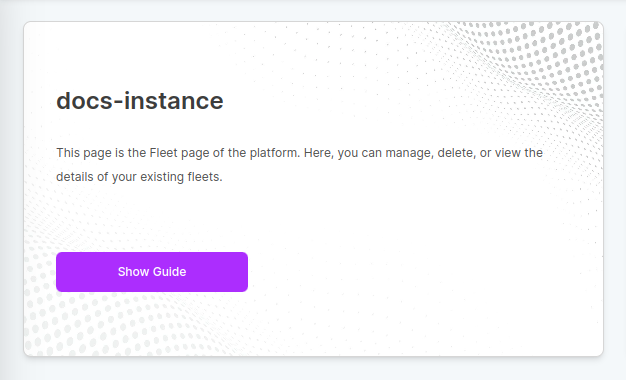 docs-instance
This page is the Fleet page of the platform. Here, you can manage, delete, or view the
details of your existing fleets.
Show Guide